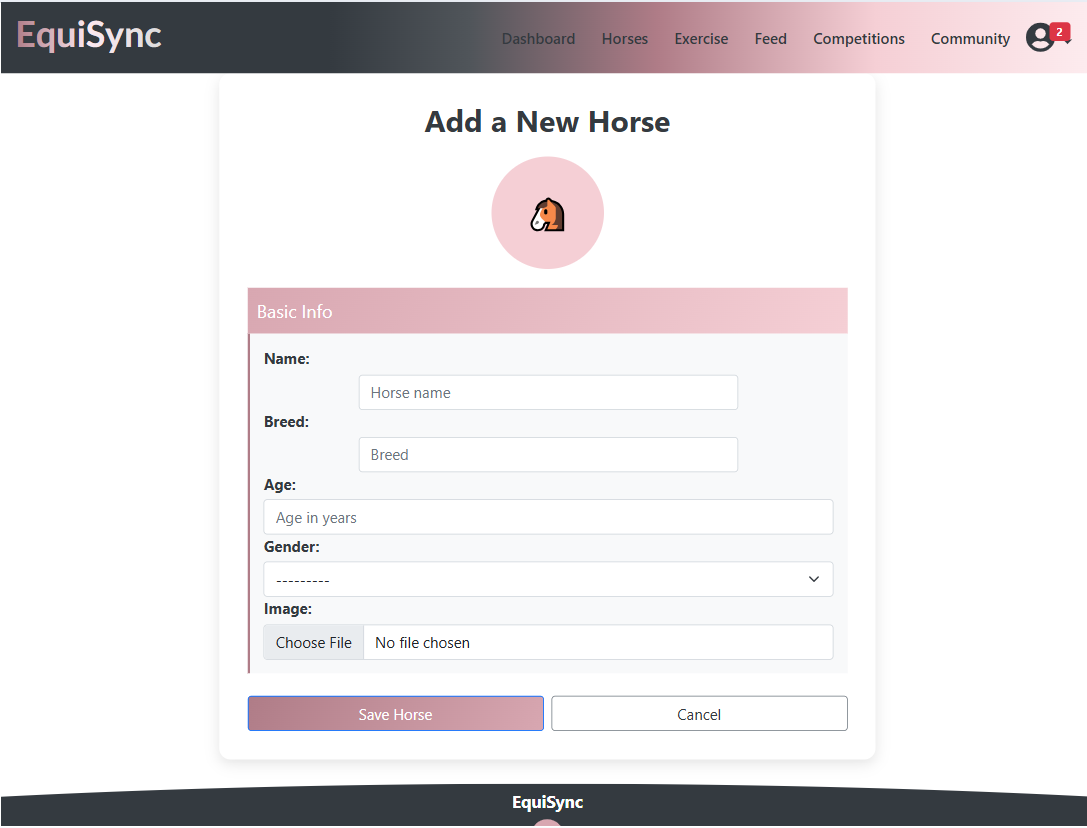 EquiSync
Dashboard Horses Exercise Feed Competitions Community 2
Add a New Horse
Basic Info
Name:
Horse name
Breed:
Breed
Age:
Age in years
Gender:
---------
Image:
Choose File No file chosen
Save Horse Cancel
EquiSync